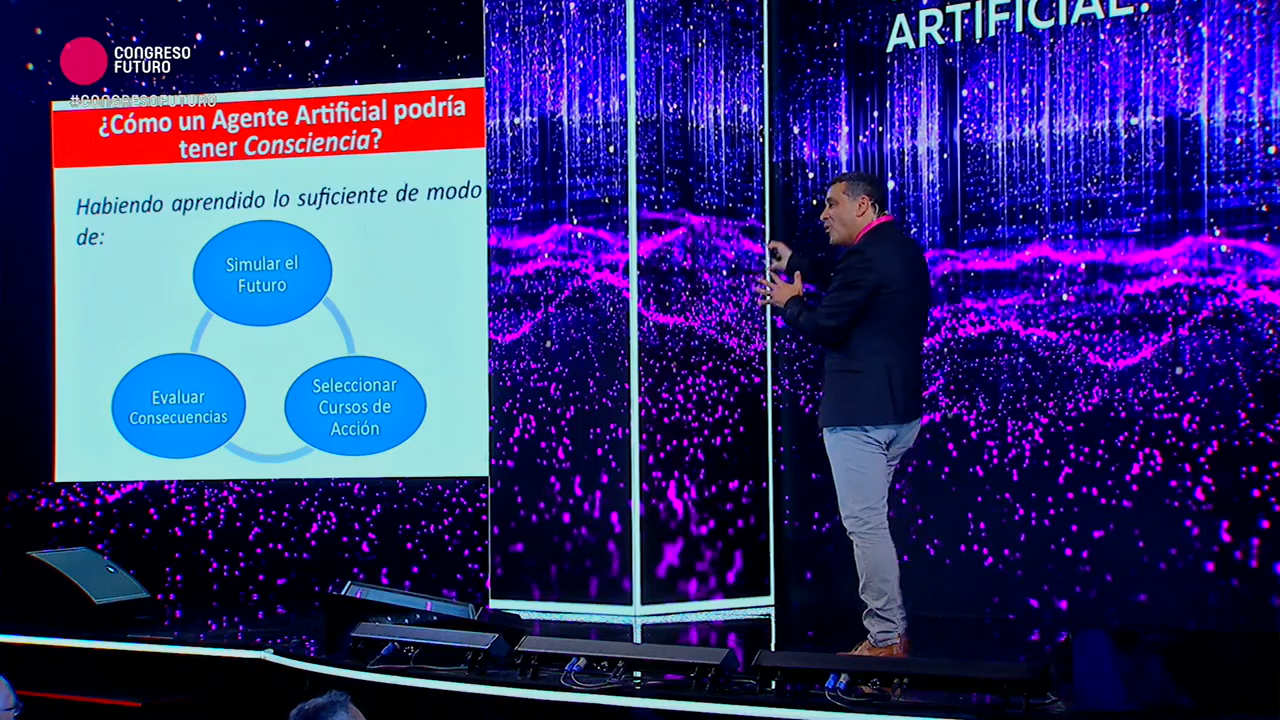 CONGRESO
FUTURO
#CONGRESOFUTURO
ARTIFICIAL?
¿Cómo un Agente Artificial podría
tener Consciencia?
Habiendo aprendido lo suficiente de modo
de:
Simular el
Futuro
Evaluar
Consecuencias
Seleccionar
Cursos de
Acción